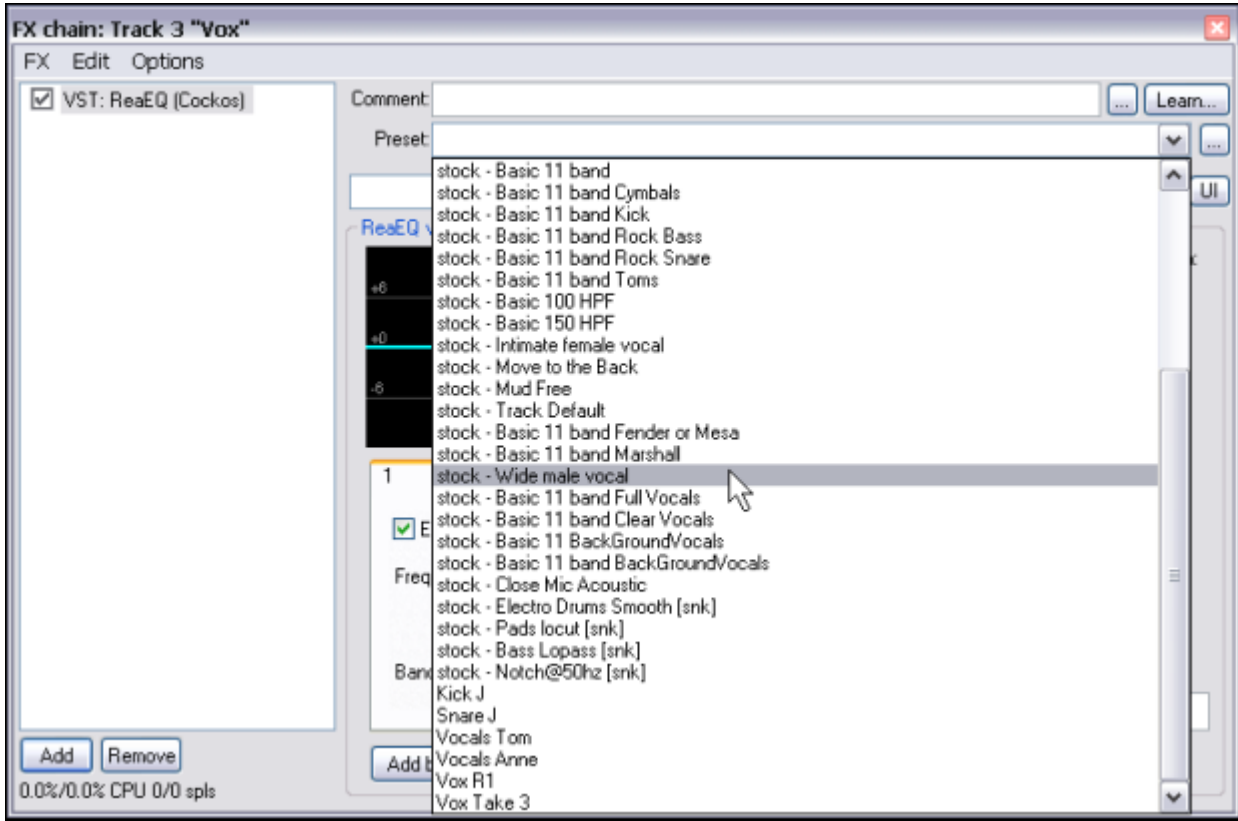 FX chain: Track 3 "Vox"
FX Edit Options
VST: ReaEQ (Cockos)
Comment:
... Learn...
Preset:
...
UI
ReaEQ
+6
+0
-6
1
Freq
Band
Add
stock - Basic 11 band
stock - Basic 11 band Cymbals
stock - Basic 11 band Kick
stock - Basic 11 band Rock Bass
stock - Basic 11 band Rock Snare
stock - Basic 11 band Toms
stock - Basic 100 HPF
stock - Basic 150 HPF
stock - Intimate female vocal
stock - Move to the Back
stock - Mud Free
stock - Track Default
stock - Basic 11 band Fender or Mesa
stock - Basic 11 band Marshall
stock - Wide male vocal
stock - Basic 11 band Full Vocals
stock - Basic 11 band Clear Vocals
stock - Basic 11 BackGroundVocals
stock - Basic 11 band BackGroundVocals
stock - Close Mic Acoustic
stock - Electro Drums Smooth [snk]
stock - Pads locut [snk]
stock - Bass Lopass [snk]
stock - Notch@50hz [snk]
Kick J
Snare J
Vocals Tom
Vocals Anne
Vox R1
Vox Take 3
Add Remove
0.0%/0.0% CPU 0/0 spls